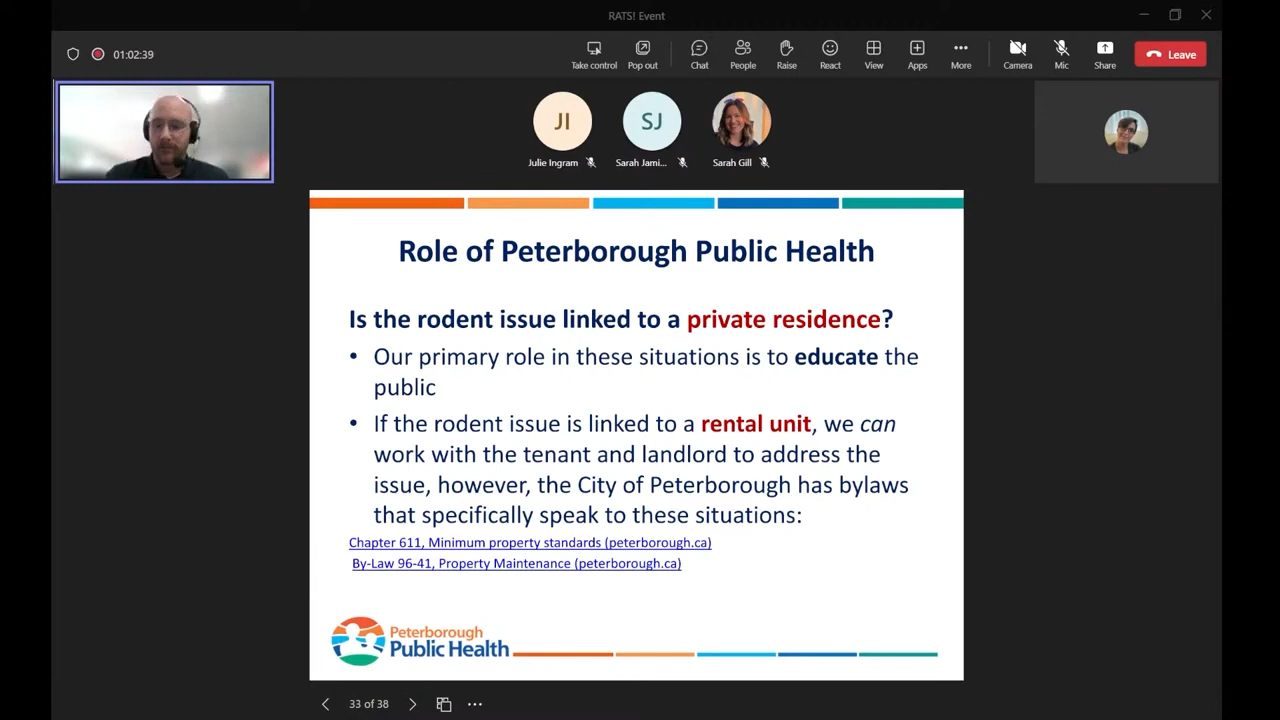 RATS! Event
01:02:39
Take control
Pop out
Chat
People
Raise
React
View
Apps
More
Camera
Mic
Share
Leave
JI
SJ
Julie Ingram
Sarah Jami...
Sarah Gill
Role of Peterborough Public Health
Is the rodent issue linked to a private residence?
• Our primary role in these situations is to educate the
public
• If the rodent issue is linked to a rental unit, we can
work with the tenant and landlord to address the
issue, however, the City of Peterborough has bylaws
that specifically speak to these situations:
Chapter 611, Minimum property standards (peterborough.ca)
By-Law 96-41, Property Maintenance (peterborough.ca)
Peterborough
Public Health
33 of 38